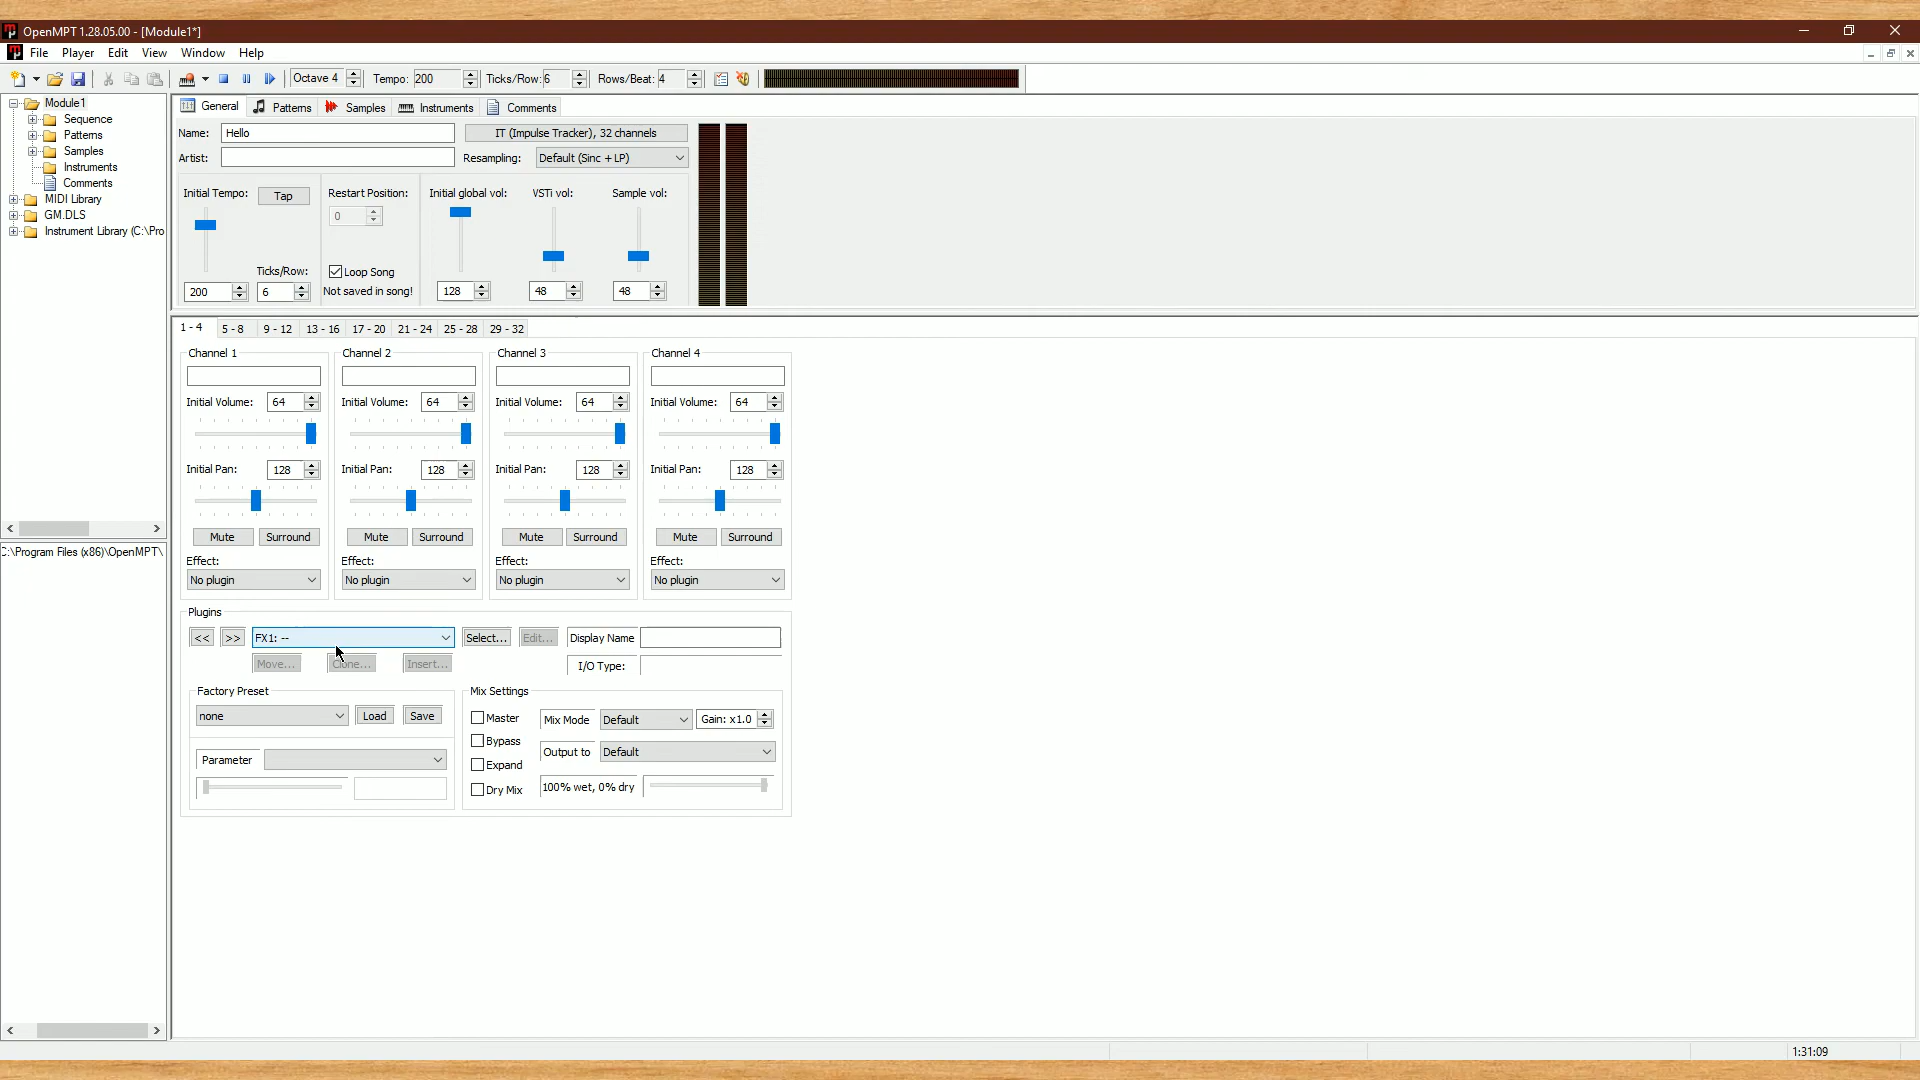 OpenMPT 1.28.05.00 - [Module1*]
File Player Edit View Window Help
Octave 4 Tempo: 200 Ticks/Row: 6 Rows/Beat: 4
Module1
Sequence
Patterns
Samples
Instruments
Comments
MIDI Library
GM.DLS
Instrument Library (C:\Pro
C:\Program Files (x86)\OpenMPT\
General Patterns Samples Instruments Comments
Name: Hello IT (Impulse Tracker), 32 channels
Artist: Resampling: Default (Sinc + LP)
Initial Tempo: Tap Restart Position: Initial global vol: VSTi vol: Sample vol:
0
Ticks/Row: Loop Song
200 6 Not saved in song! 128 48 48
1 - 4 5 - 8 9 - 12 13 - 16 17 - 20 21 - 24 25 - 28 29 - 32
Channel 1 Channel 2 Channel 3 Channel 4
Initial Volume: 64 Initial Volume: 64 Initial Volume: 64 Initial Volume: 64
Initial Pan: 128 Initial Pan: 128 Initial Pan: 128 Initial Pan: 128
Mute Surround Mute Surround Mute Surround Mute Surround
Effect: Effect: Effect: Effect:
No plugin No plugin No plugin No plugin
Plugins
<< >> FX1: -- Select... Edit... Display Name
Move... Clone... Insert... I/O Type:
Factory Preset Mix Settings
none Load Save Master Mix Mode Default Gain: x1.0
Bypass Output to Default
Parameter Expand
Dry Mix 100% wet, 0% dry
1:31:09